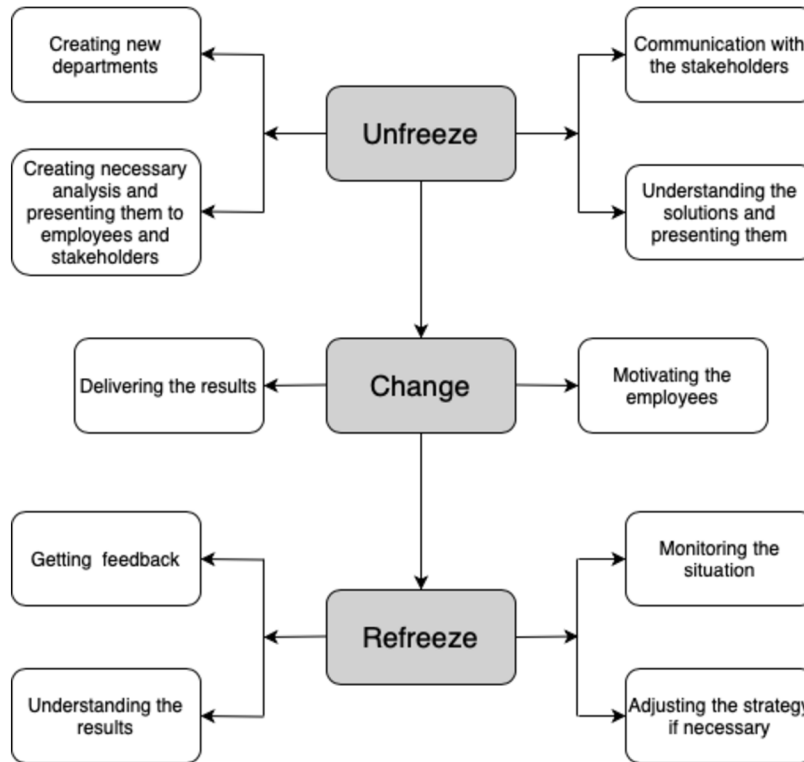 Creating new
departments
Communication with
the stakeholders
Unfreeze
Creating necessary
analysis and
presenting them to
employees and
stakeholders
Understanding the
solutions and
presenting them
Delivering the results
Change
Motivating the
employees
Getting feedback
Monitoring the
situation
Refreeze
Understanding the
results
Adjusting the strategy
if necessary